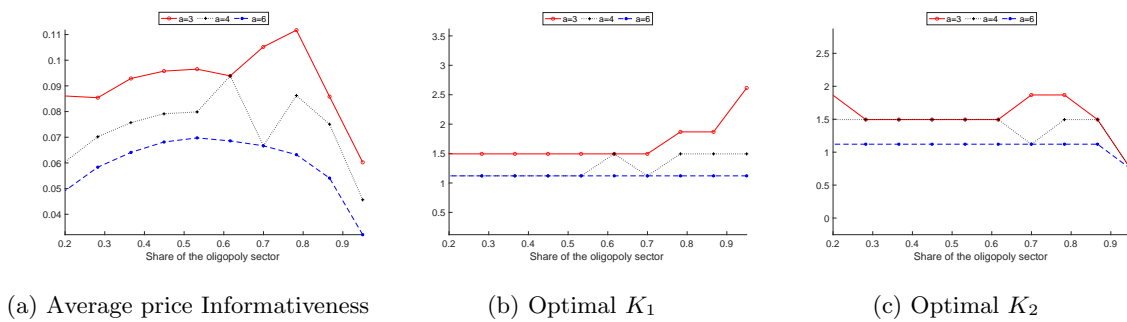 a=3 a=4 a=6
0.11
0.1
0.09
0.08
0.07
0.06
0.05
0.04
0.2 0.3 0.4 0.5 0.6 0.7 0.8 0.9
Share of the oligopoly sector
(a) Average price Informativeness
a=3 a=4 a=6
3.5
3
2.5
2
1.5
1
0.5
0.2 0.3 0.4 0.5 0.6 0.7 0.8 0.9
Share of the oligopoly sector
(b) Optimal K₁
a=3 a=4 a=6
2.5
2
1.5
1
0.5
0
0.2 0.3 0.4 0.5 0.6 0.7 0.8 0.9
Share of the oligopoly sector
(c) Optimal K₂